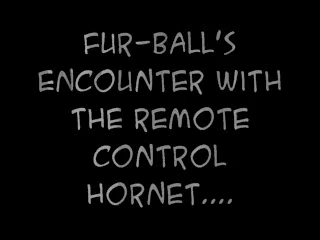 FUR-BALL'S
ENCOUNTER WITH
THE REMOTE
CONTROL
HORNET....